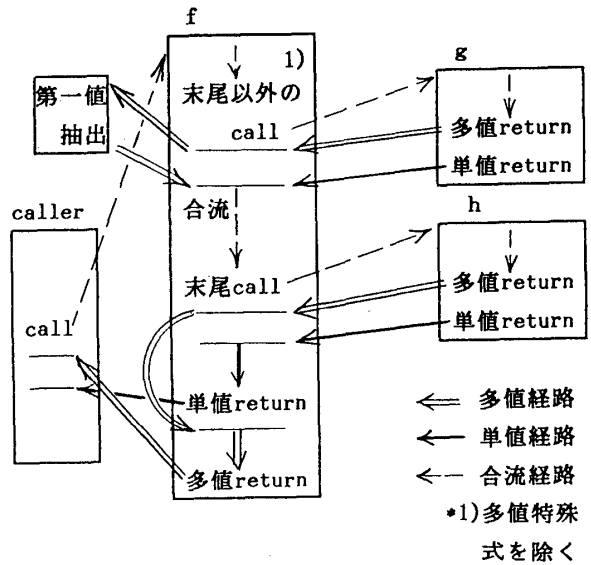 f
1)
末尾以外の
call
第一値
抽出
g
多値return
単値return
合流
caller
h
末尾call
多値return
単値return
call
単値return
多値return
多値経路
単値経路
合流経路
*1)多値特殊
式を除く